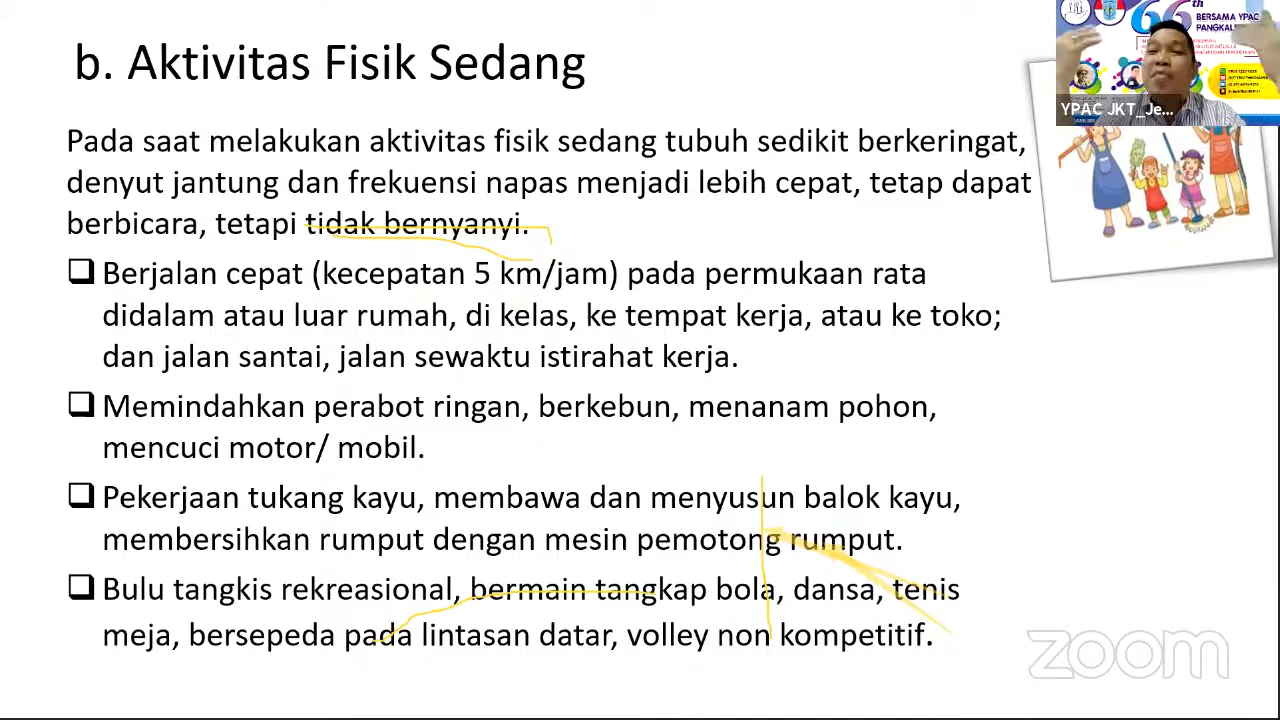 b. Aktivitas Fisik Sedang
Pada saat melakukan aktivitas fisik sedang tubuh sedikit berkeringat,
denyut jantung dan frekuensi napas menjadi lebih cepat, tetap dapat
berbicara, tetapi tidak bernyanyi.
Berjalan cepat (kecepatan 5 km/jam) pada permukaan rata
didalam atau luar rumah, di kelas, ke tempat kerja, atau ke toko;
dan jalan santai, jalan sewaktu istirahat kerja.
Memindahkan perabot ringan, berkebun, menanam pohon,
mencuci motor/ mobil.
Pekerjaan tukang kayu, membawa dan menyusun balok kayu,
membersihkan rumput dengan mesin pemotong rumput.
Bulu tangkis rekreasional, bermain tangkap bola, dansa, tenis
meja, bersepeda pada lintasan datar, volley non kompetitif.
66th
BERSAMA YPAC
YPAC JKT_Je...
zoom